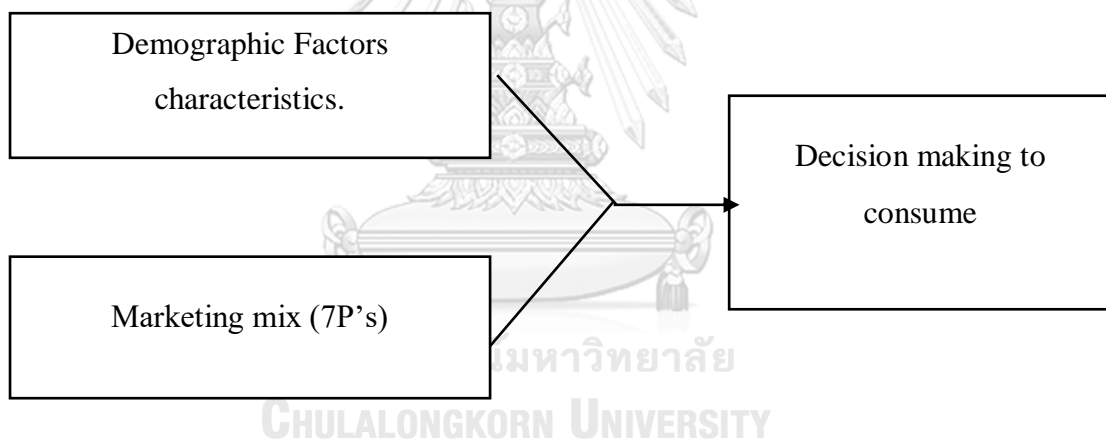 Demographic Factors
characteristics.
Decision making to
consume
Marketing mix (7P's)
มหาวิทยาลัย
CHULALONGKORN UNIVERSITY